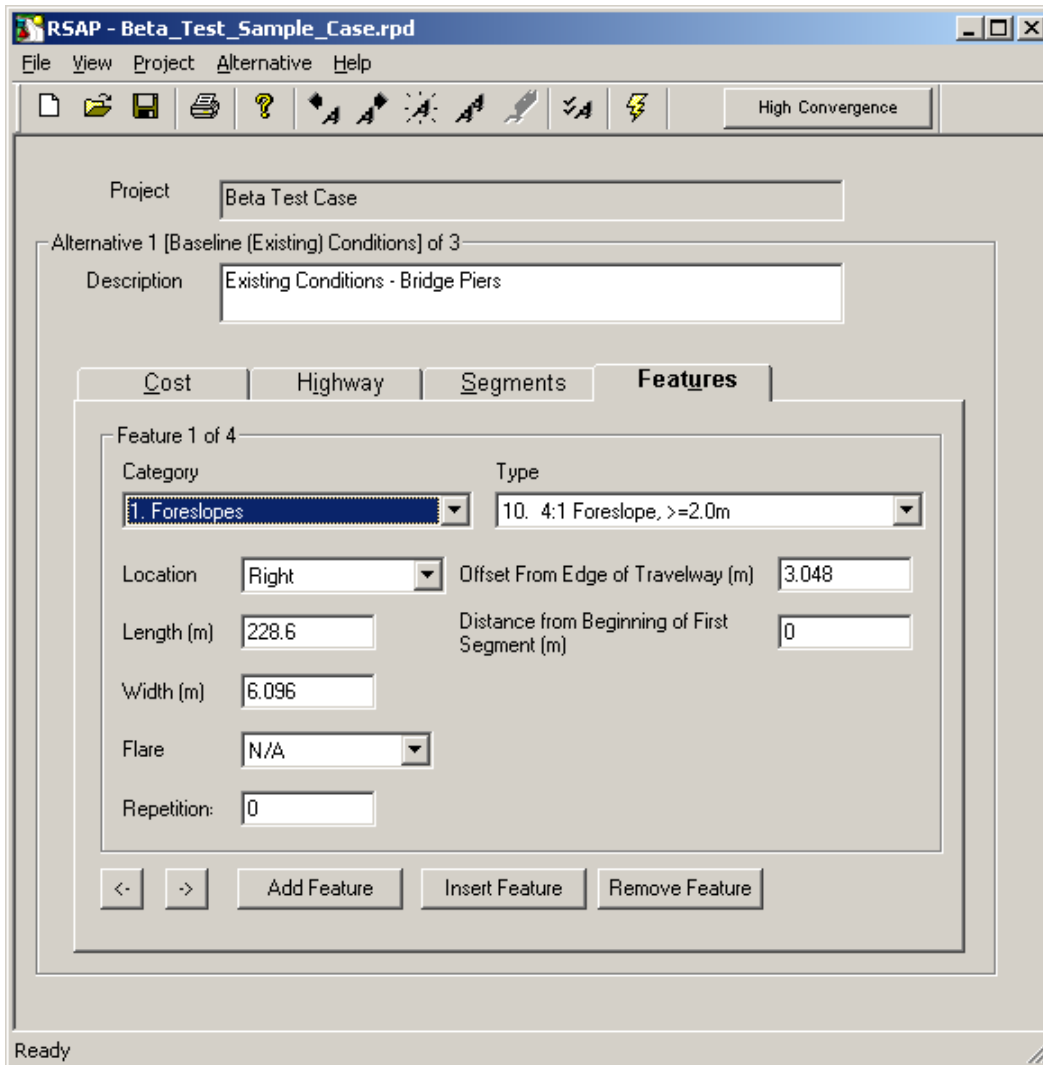 RSAP - Beta_Test_Sample_Case.rpd
File View Project Alternative Help
High Convergence
Project Beta Test Case
Alternative 1 [Baseline (Existing) Conditions] of 3
Description Existing Conditions - Bridge Piers
Cost Highway Segments Features
Feature 1 of 4
Category Type
1. Foreslopes 10. 4:1 Foreslope, >=2.0m
Location Right Offset From Edge of Travelway (m) 3.048
Length (m) 228.6 Distance from Beginning of First Segment (m) 0
Width (m) 6.096
Flare N/A
Repetition: 0
<- -> Add Feature Insert Feature Remove Feature
Ready